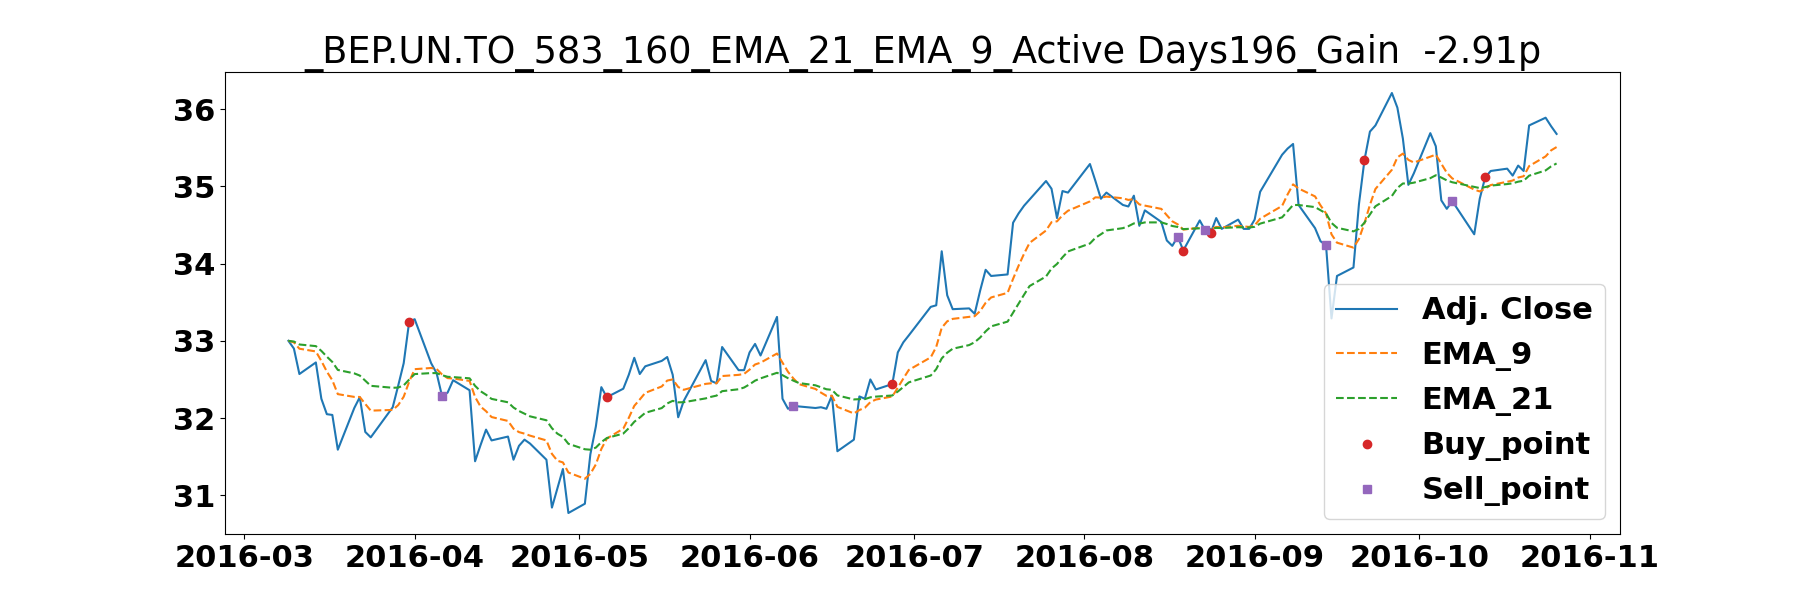 _BEP.UN.TO_583_160_EMA_21_EMA_9_Active Days196_Gain  -2.91p
36
35
34
33
32
31
Adj. Close
EMA_9
EMA_21
Buy_point
Sell_point
2016-03 2016-04 2016-05 2016-06 2016-07 2016-08 2016-09 2016-10 2016-11